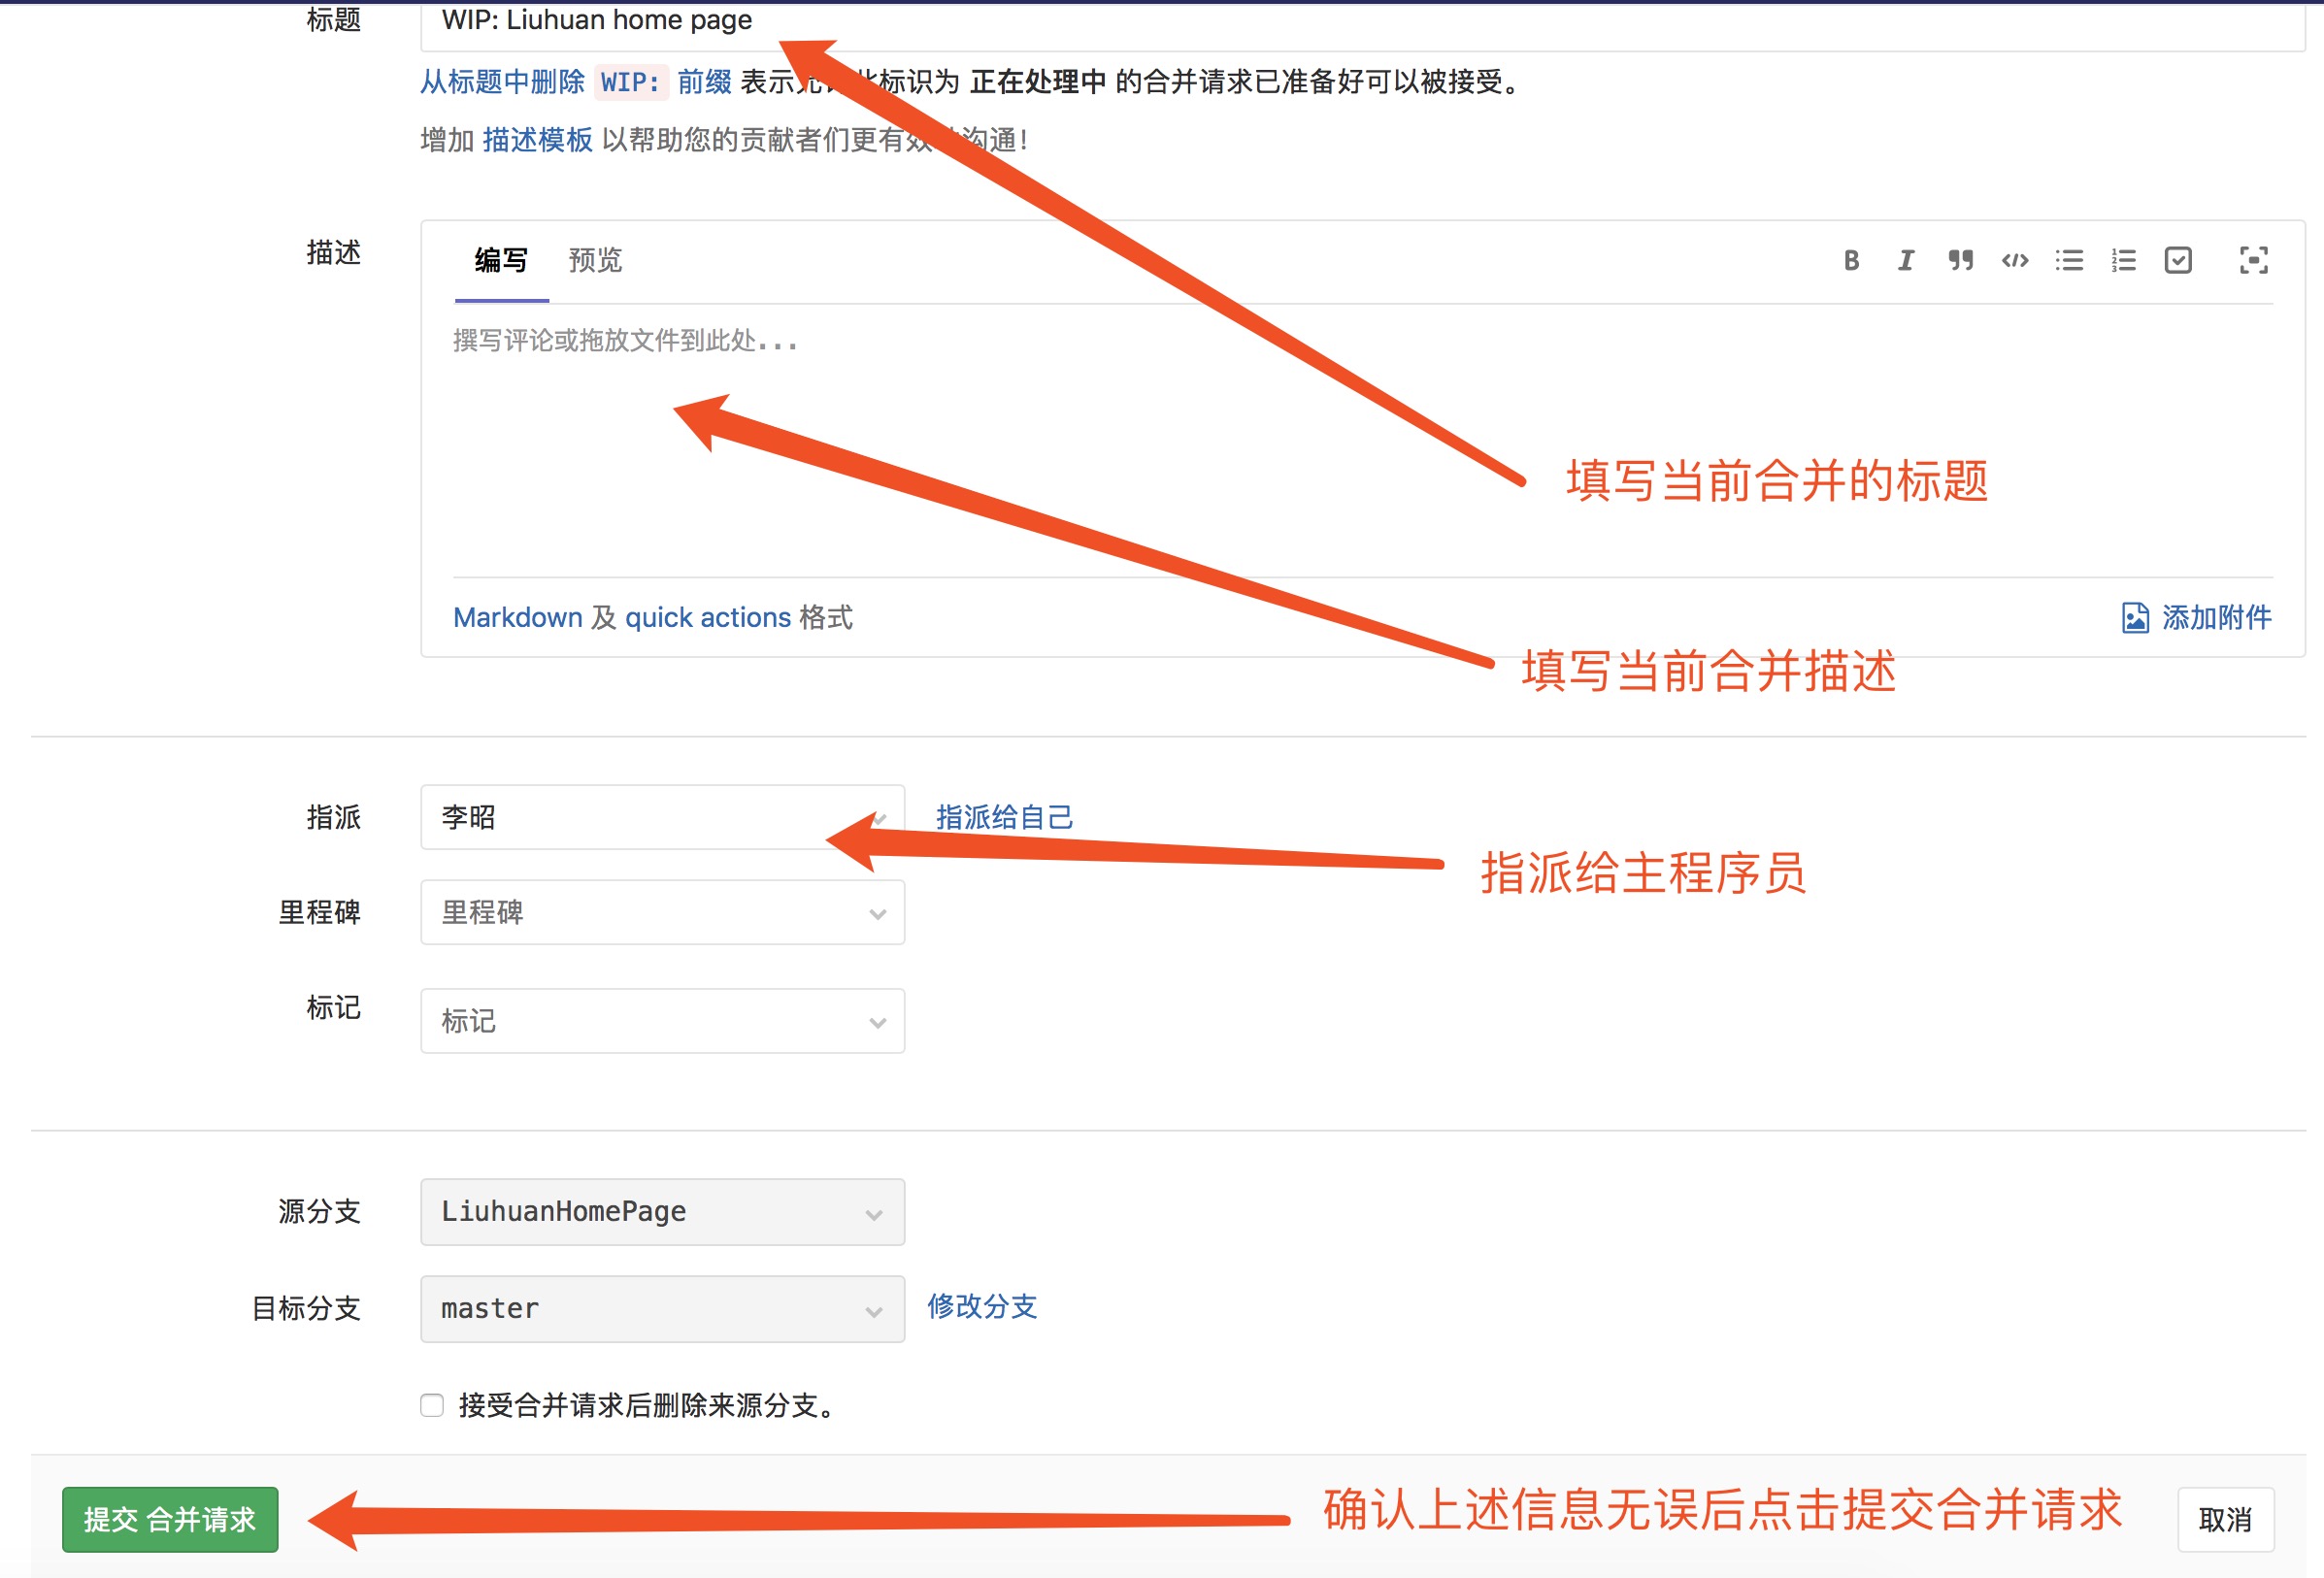 标题
WIP: Liuhuan home page
从标题中删除 WIP: 前缀 表示 标识为 正在处理中 的合并请求已准备好可以被接受。
增加 描述模板 以帮助您的贡献者们更有效 沟通！
描述
编写 预览
撰写评论或拖放文件到此处...
填写当前合并的标题
Markdown 及 quick actions 格式
添加附件
填写当前合并描述
指派
李昭
指派给自己
指派给主程序员
里程碑
里程碑
标记
标记
源分支
LiuhuanHomePage
目标分支
master
修改分支
接受合并请求后删除来源分支。
提交 合并请求
确认上述信息无误后点击提交合并请求
取消